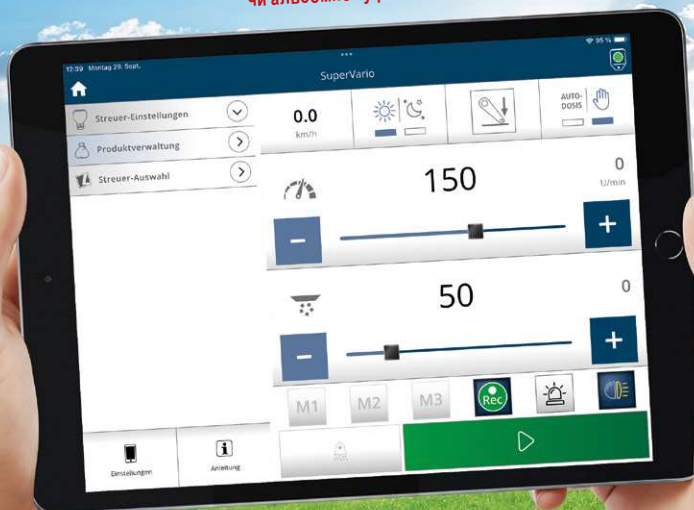 12:39 Montag 29. Sept.
95 %
SuperVario
Streuer-Einstellungen
Produktverwaltung
Streuer-Auswahl
0.0
km/h
AUTO-
DOSIS
150
0
U/min
−
+
50
0
−
+
M1
M2
M3
Rec
Einstellungen
Anleitung